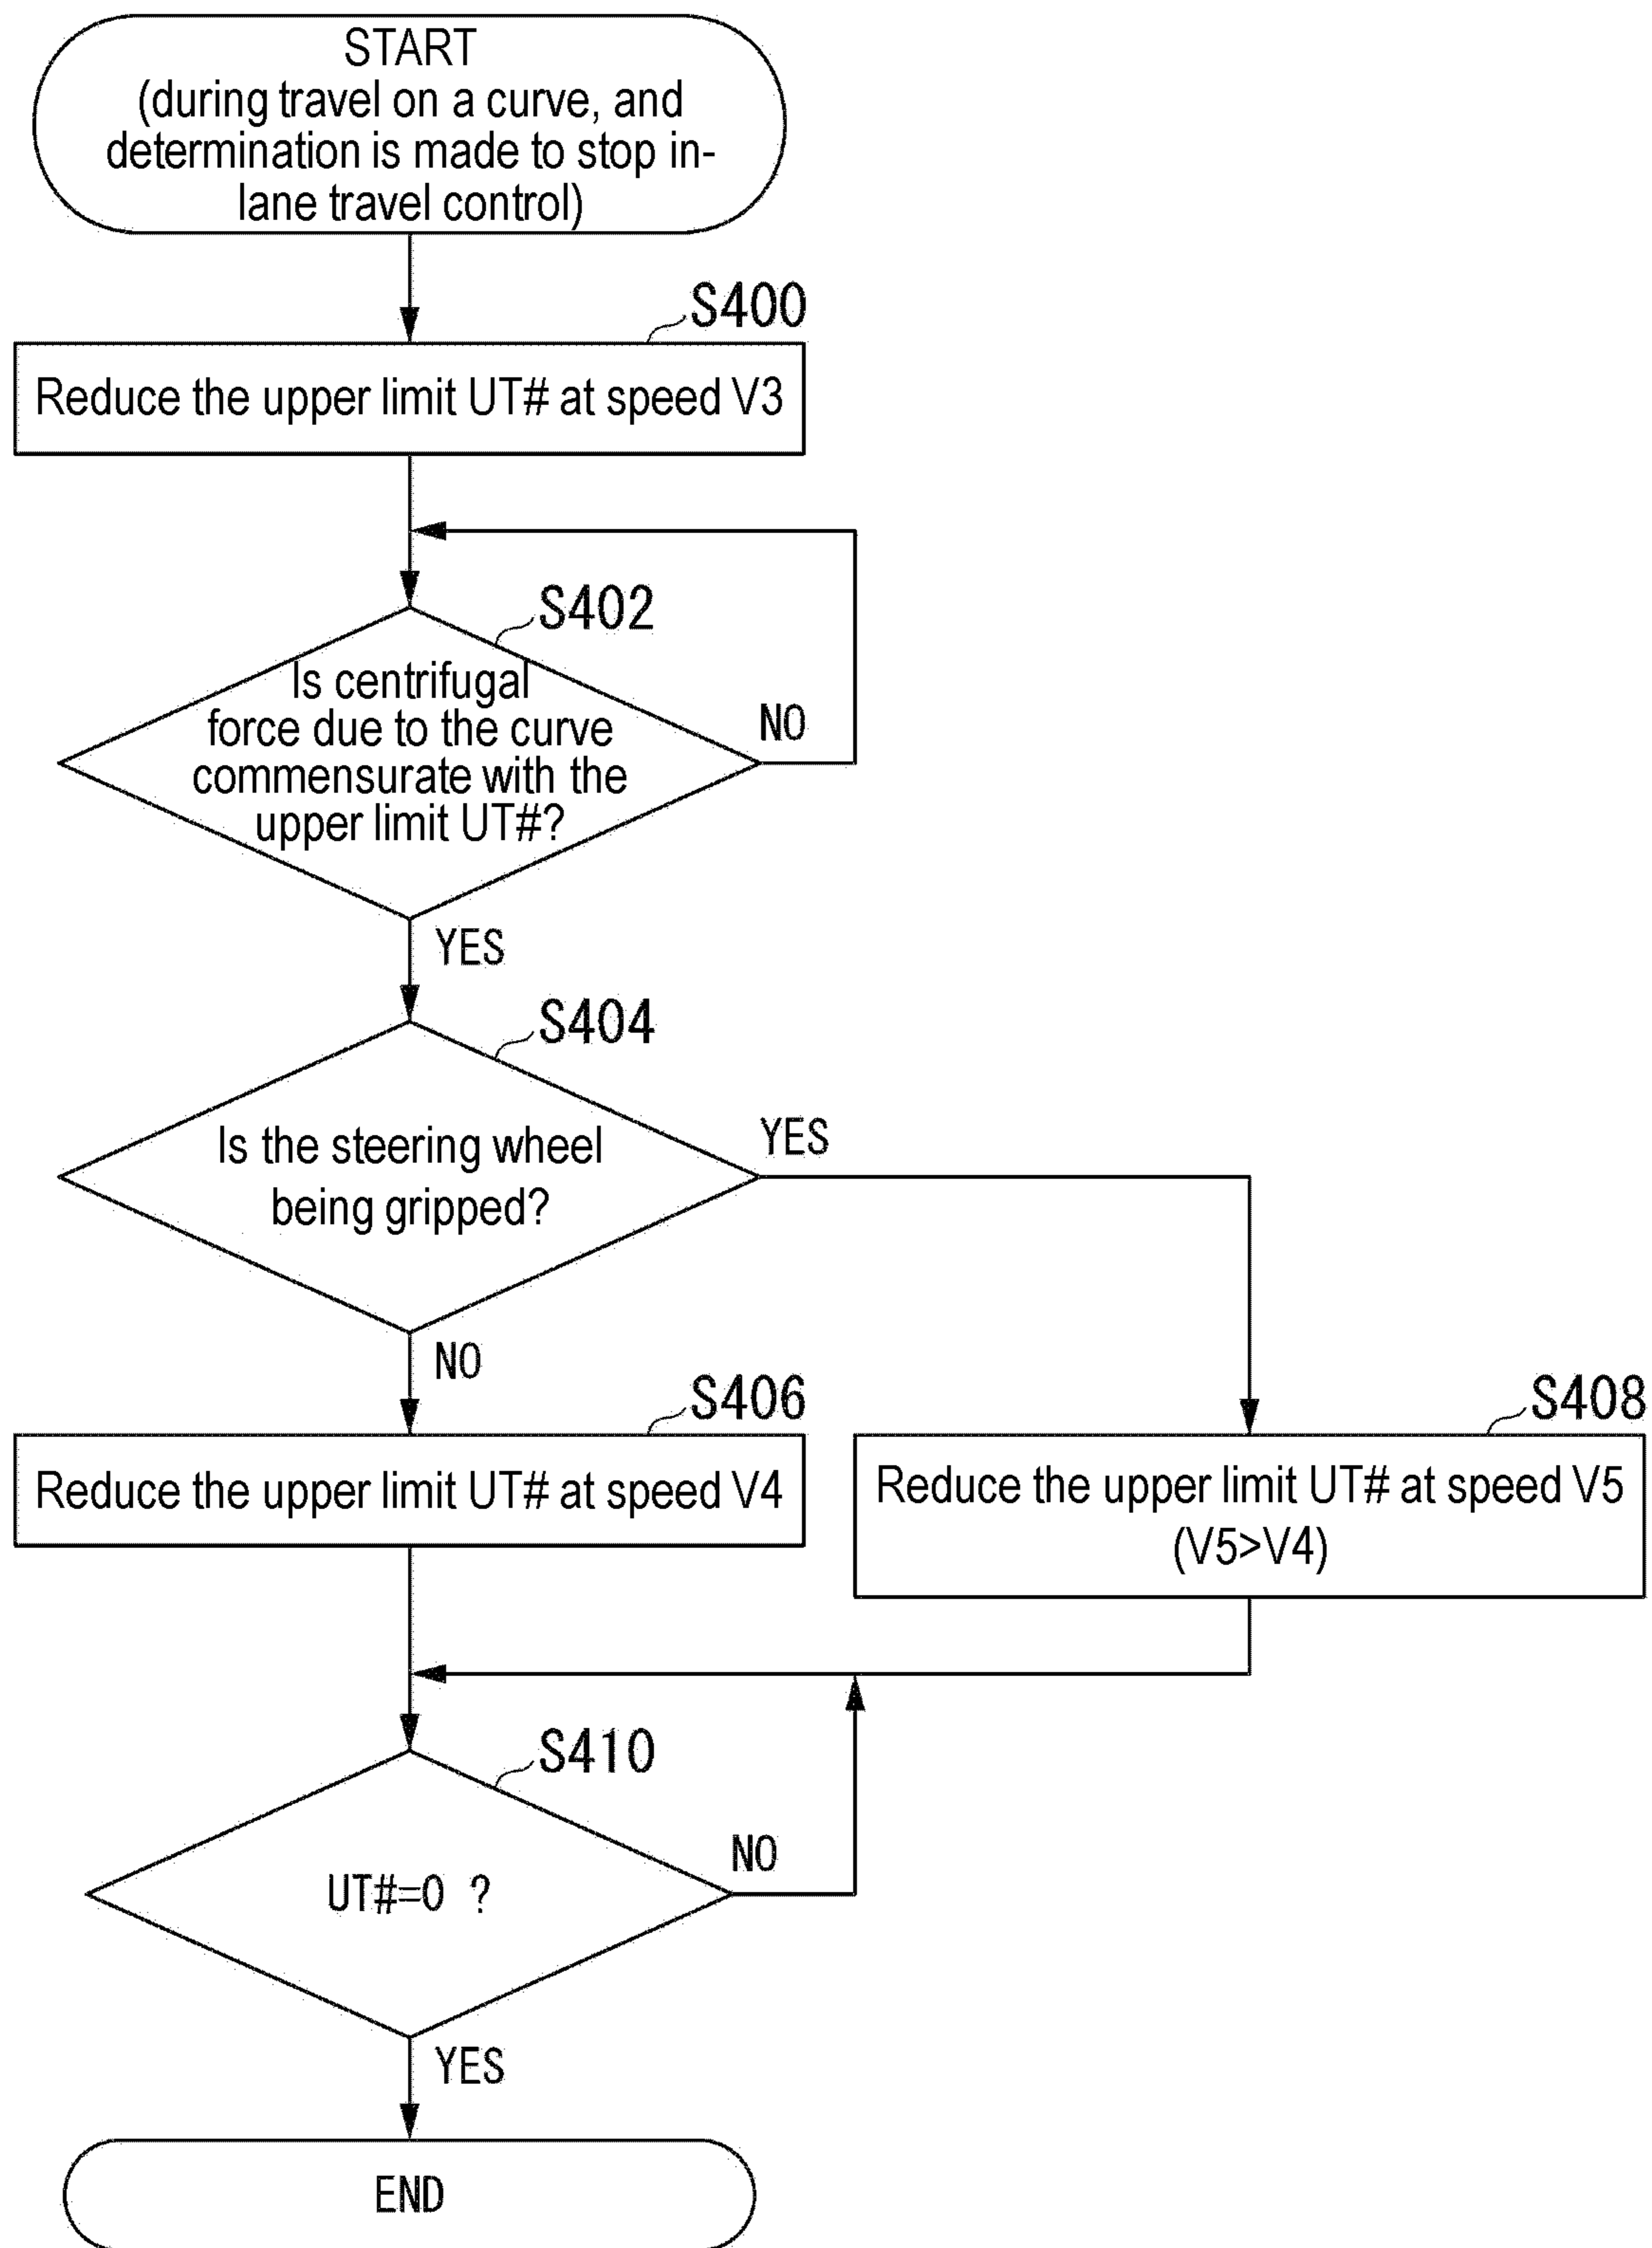 START
(during travel on a curve, and
determination is made to stop in-
lane travel control)
S400
Reduce the upper limit UT# at speed V3
S402
Is centrifugal
force due to the curve
commensurate with the
upper limit UT#?
NO
YES
S404
Is the steering wheel
being gripped?
YES
NO
S406
Reduce the upper limit UT# at speed V4
S408
Reduce the upper limit UT# at speed V5
(V5>V4)
S410
UT#=0 ?
NO
YES
END